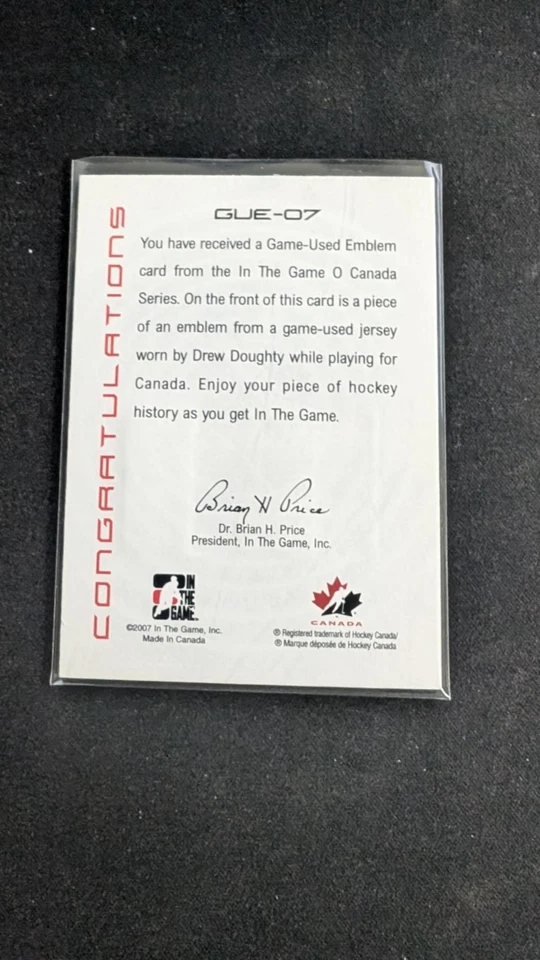 GUE-07
CONGRATULATIONS
You have received a Game-Used Emblem
card from the In The Game O Canada
Series. On the front of this card is a piece
of an emblem from a game-used jersey
worn by Drew Doughty while playing for
Canada. Enjoy your piece of hockey
history as you get In The Game.
Brian H Price
Dr. Brian H. Price
President, In The Game, Inc.
IN
THE
GAME
©2007 In The Game, Inc.
Made In Canada
CANADA
® Registered trademark of Hockey Canada/
® Marque déposée de Hockey Canada